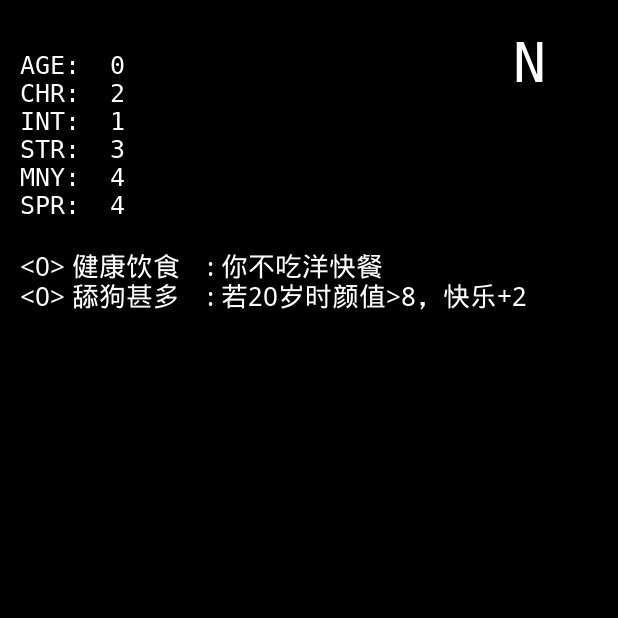 N
AGE: 0
CHR: 2
INT: 1
STR: 3
MNY: 4
SPR: 4
<0> 健康饮食 :你不吃洋快餐
<0> 舔狗甚多 :若20岁时颜值>8，快乐+2